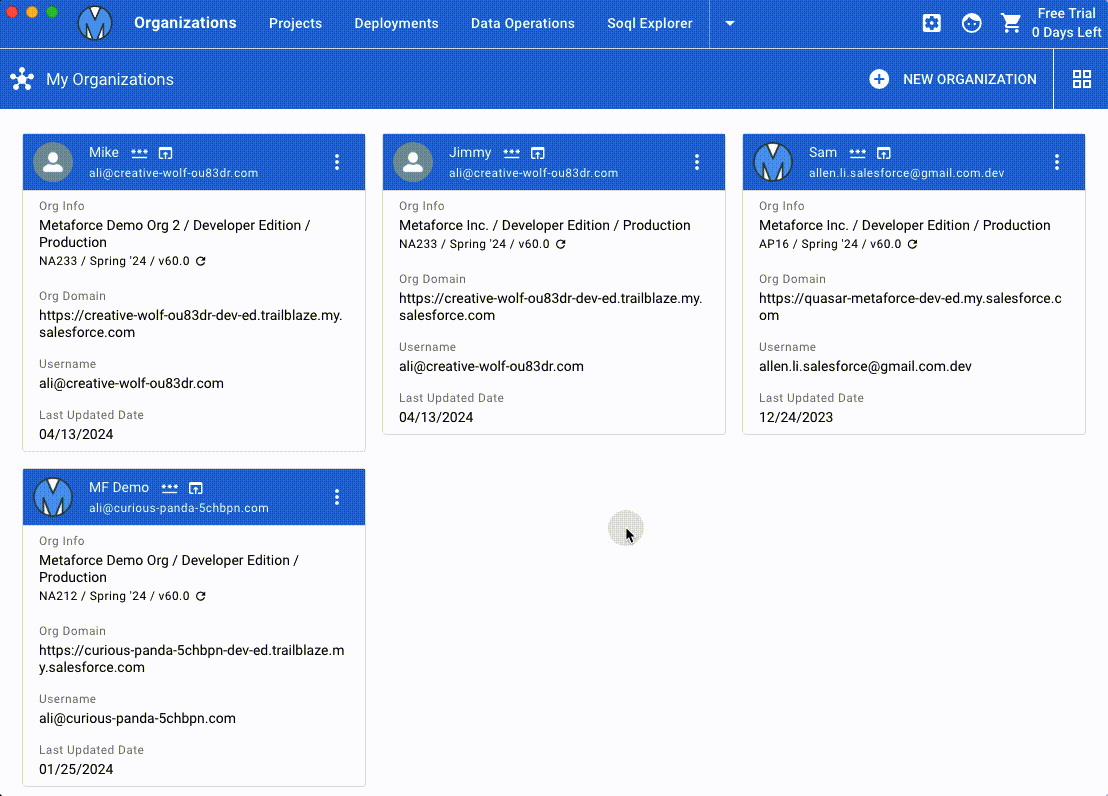 Organizations Projects Deployments Data Operations Soql Explorer
Free Trial
0 Days Left
My Organizations
NEW ORGANIZATION
Mike ***
ali@creative-wolf-ou83dr.com
Org Info
Metaforce Demo Org 2 / Developer Edition /
Production
NA233 / Spring '24 / v60.0
Org Domain
https://creative-wolf-ou83dr-dev-ed.trailblaze.my.
salesforce.com
Username
ali@creative-wolf-ou83dr.com
Last Updated Date
04/13/2024
Jimmy ***
ali@creative-wolf-ou83dr.com
Org Info
Metaforce Inc. / Developer Edition / Production
NA233 / Spring '24 / v60.0
Org Domain
https://creative-wolf-ou83dr-dev-ed.trailblaze.my.
salesforce.com
Username
ali@creative-wolf-ou83dr.com
Last Updated Date
04/13/2024
Sam ***
allen.li.salesforce@gmail.com.dev
Org Info
Metaforce Inc. / Developer Edition / Production
AP16 / Spring '24 / v60.0
Org Domain
https://quasar-metaforce-dev-ed.my.salesforce.c
om
Username
allen.li.salesforce@gmail.com.dev
Last Updated Date
12/24/2023
MF Demo ***
ali@curious-panda-5chbpn.com
Org Info
Metaforce Demo Org / Developer Edition /
Production
NA212 / Spring '24 / v60.0
Org Domain
https://curious-panda-5chbpn-dev-ed.trailblaze.m
y.salesforce.com
Username
ali@curious-panda-5chbpn.com
Last Updated Date
01/25/2024